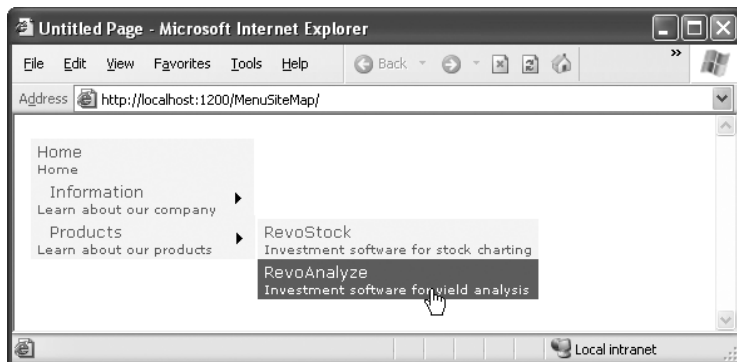 Untitled Page - Microsoft Internet Explorer
File Edit View Favorites Tools Help Back »
Address http://localhost:1200/MenuSiteMap/
Home
Home
Information
Learn about our company
Products
Learn about our products
RevoStock
Investment software for stock charting
RevoAnalyze
Investment software for yield analysis
Local intranet